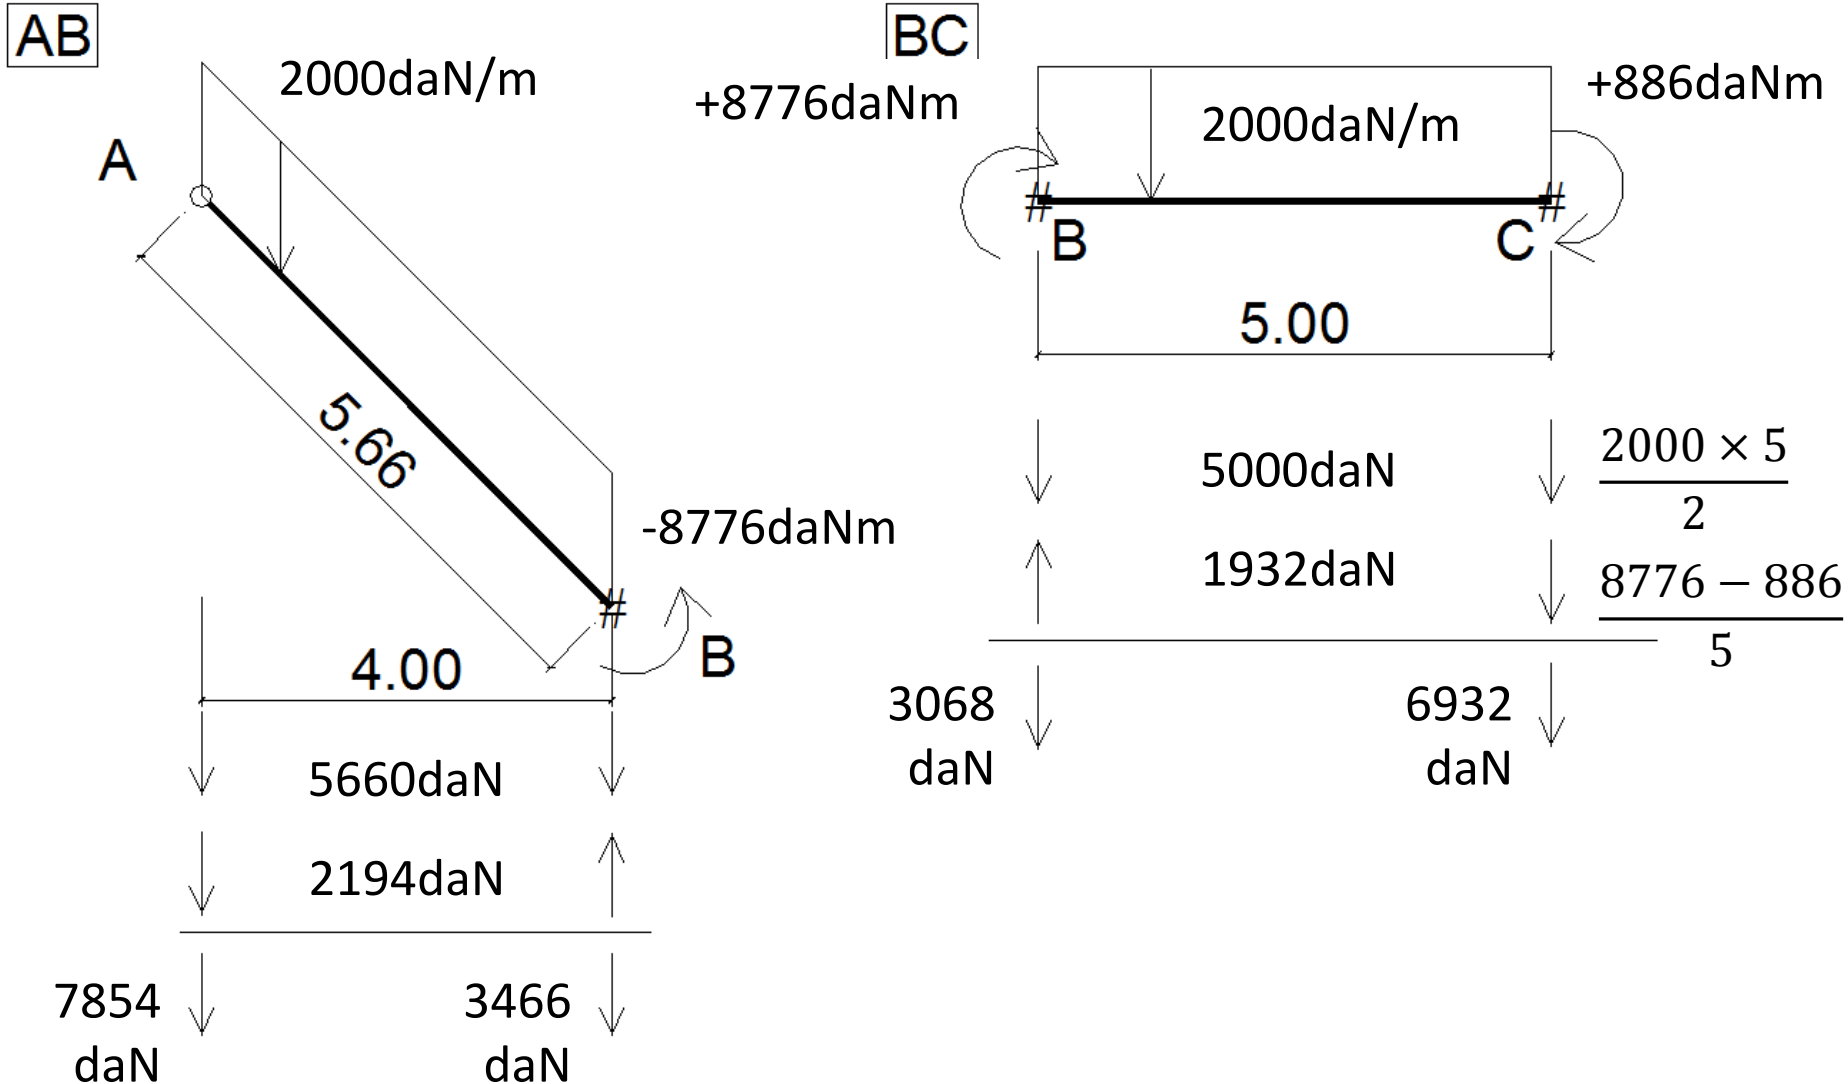 AB
2000daN/m
A
5.66
-8776daNm
#
B
4.00
5660daN
2194daN
7854
daN
3466
daN
BC
+8776daNm
+886daNm
2000daN/m
#
#
B
C
5.00
5000daN
2000 × 5
2
1932daN
8776 − 886
5
3068
daN
6932
daN